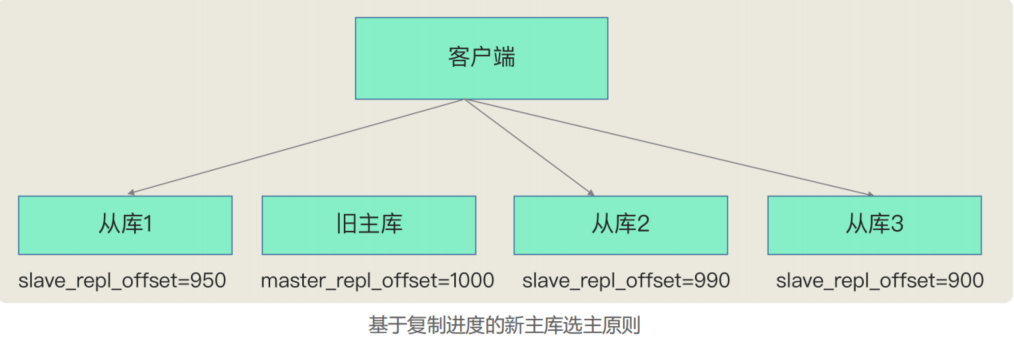 客户端
从库1
旧主库
从库2
从库3
slave_repl_offset=950
master_repl_offset=1000
slave_repl_offset=990
slave_repl_offset=900
基于复制进度的新主库选主原则